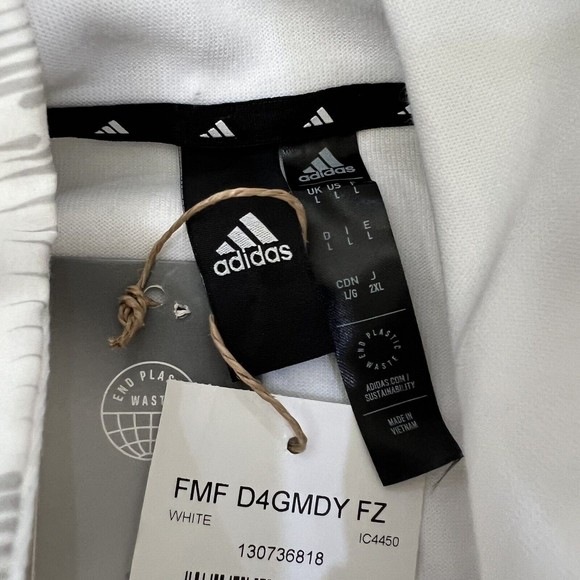 adidas
adidas
UK US F
L L L
D I E
L L L
CDN J
L/G 2XL
END PLASTIC WASTE
ADIDAS.COM/
SUSTAINABILITY
MADE IN
VIETNAM
END PLAS
WASTE
FMF D4GMDY FZ
WHITE
IC4450
130736818